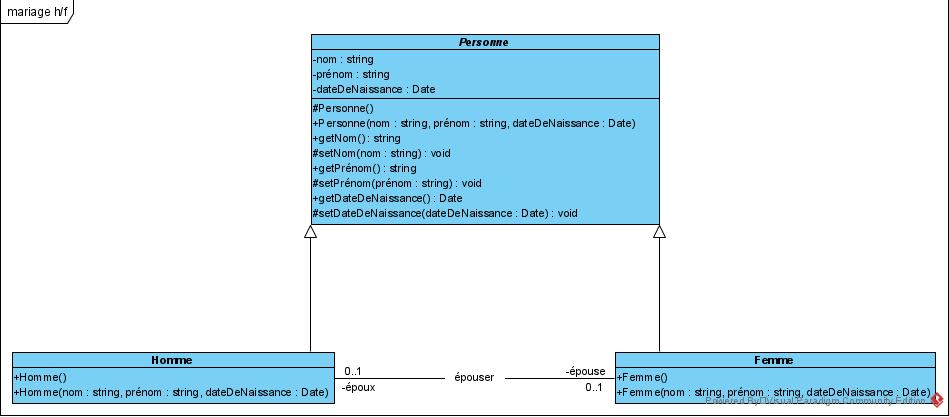 mariage h/f
Personne
-nom : string
-prénom : string
-dateDeNaissance : Date
#Personne()
+Personne(nom : string, prénom : string, dateDeNaissance : Date)
+getNom() : string
#setNom(nom : string) : void
+getPrénom() : string
#setPrénom(prénom : string) : void
+getDateDeNaissance() : Date
#setDateDeNaissance(dateDeNaissance : Date) : void
Homme
+Homme()
+Homme(nom : string, prénom : string, dateDeNaissance : Date)
0..1
-époux
épouser
-épouse
0..1
Femme
+Femme()
+Femme(nom : string, prénom : string, dateDeNaissance : Date)
Powered By Visual Paradigm Community Edition